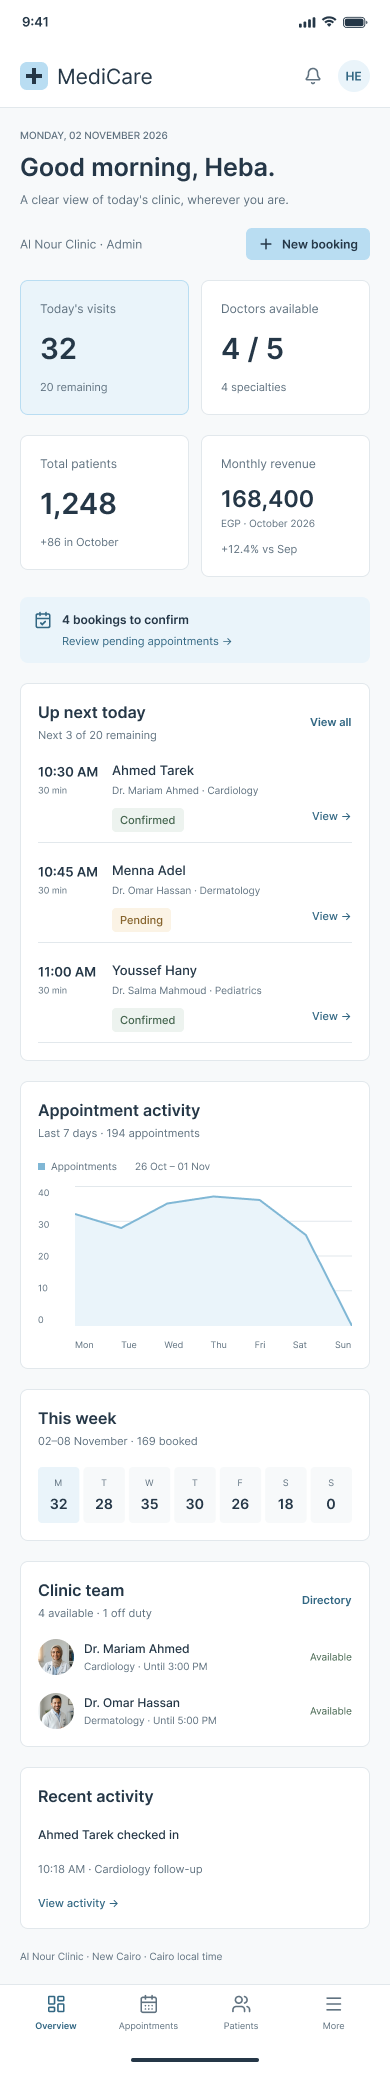 9:41
MediCare
HE
MONDAY, 02 NOVEMBER 2026
Good morning, Heba.
A clear view of today's clinic, wherever you are.
Al Nour Clinic · Admin
New booking
Today's visits
32
20 remaining
Doctors available
4 / 5
4 specialties
Total patients
1,248
+86 in October
Monthly revenue
168,400
EGP · October 2026
+12.4% vs Sep
4 bookings to confirm
Review pending appointments →
Up next today
Next 3 of 20 remaining
View all
10:30 AM
30 min
Ahmed Tarek
Dr. Mariam Ahmed · Cardiology
Confirmed
View →
10:45 AM
30 min
Menna Adel
Dr. Omar Hassan · Dermatology
Pending
View →
11:00 AM
30 min
Youssef Hany
Dr. Salma Mahmoud · Pediatrics
Confirmed
View →
Appointment activity
Last 7 days · 194 appointments
Appointments
26 Oct – 01 Nov
40
30
20
10
0
Mon Tue Wed Thu Fri Sat Sun
This week
02–08 November · 169 booked
M T W T F S S
32 28 35 30 26 18 0
Clinic team
4 available · 1 off duty
Directory
Dr. Mariam Ahmed
Cardiology · Until 3:00 PM
Available
Dr. Omar Hassan
Dermatology · Until 5:00 PM
Available
Recent activity
Ahmed Tarek checked in
10:18 AM · Cardiology follow-up
View activity →
Al Nour Clinic · New Cairo · Cairo local time
Overview Appointments Patients More